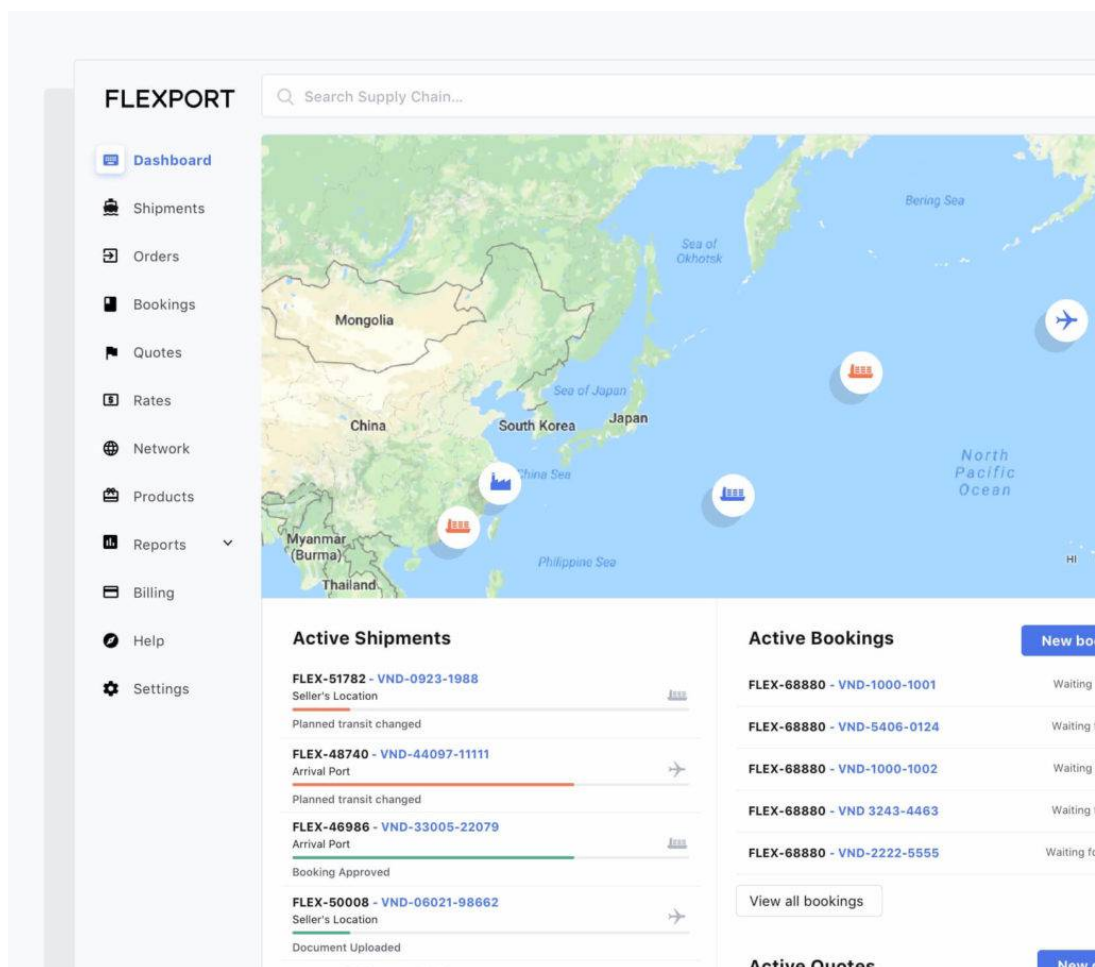 FLEXPORT
Search Supply Chain...
Dashboard
Shipments
Orders
Bookings
Quotes
Rates
Network
Products
Reports
Billing
Help
Settings
Bering Sea
Sea of
Okhotsk
Mongolia
Sea of Japan
China
South Korea
Japan
China Sea
North
Pacific
Ocean
Myanmar
(Burma)
Philippine Sea
HI
Thailand
Active Shipments
FLEX-51782 - VND-0923-1988
Seller's Location
Planned transit changed
FLEX-48740 - VND-44097-11111
Arrival Port
Planned transit changed
FLEX-46986 - VND-33005-22079
Arrival Port
Booking Approved
FLEX-50008 - VND-06021-98662
Seller's Location
Document Uploaded
Active Bookings
New
FLEX-68880 - VND-1000-1001
Waiting
FLEX-68880 - VND-5406-0124
Waiting
FLEX-68880 - VND-1000-1002
Waiting
FLEX-68880 - VND 3243-4463
Waiting
FLEX-68880 - VND-2222-5555
Waiting
View all bookings
Active Quotes
New